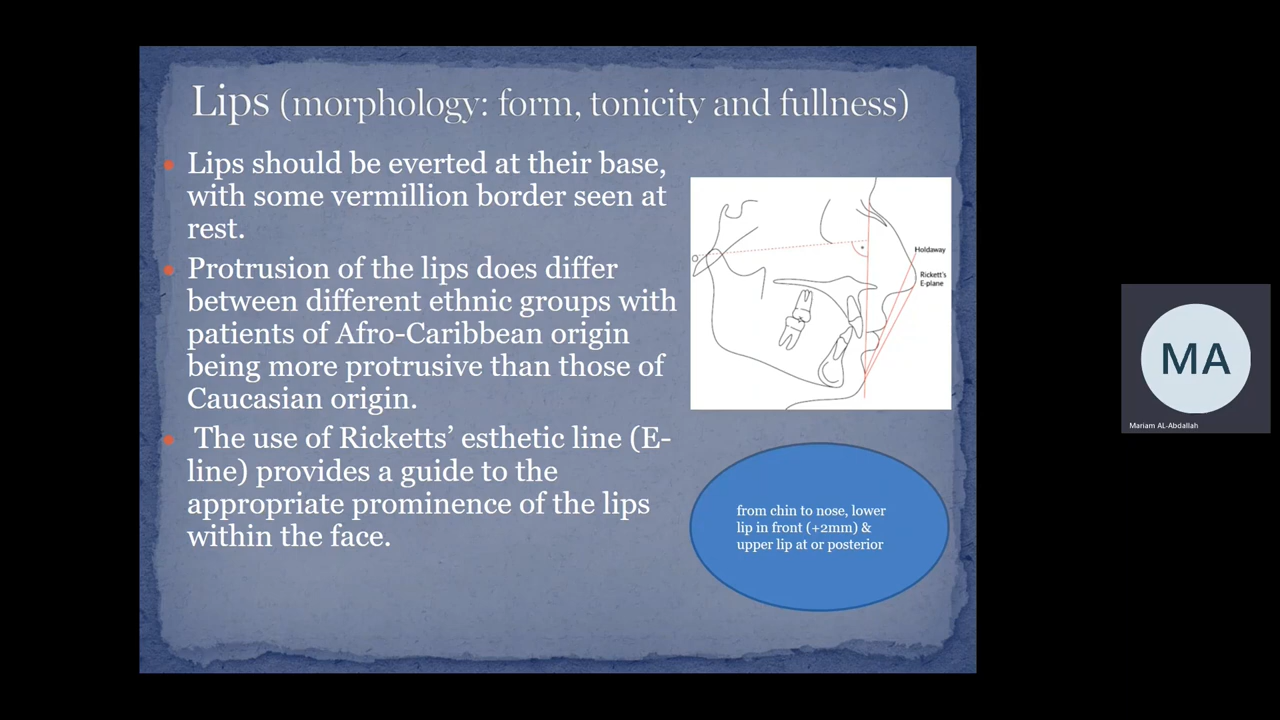 Lips (morphology: form, tonicity and fullness)
Lips should be everted at their base,
with some vermillion border seen at
rest.
Protrusion of the lips does differ
between different ethnic groups with
patients of Afro-Caribbean origin
being more protrusive than those of
Caucasian origin.
The use of Ricketts’ esthetic line (E-
line) provides a guide to the
appropriate prominence of the lips
within the face.
Holdaway
Rickett's
E-plane
from chin to nose, lower
lip in front (+2mm) &
upper lip at or posterior
MA
Mariam AL-Abdallah